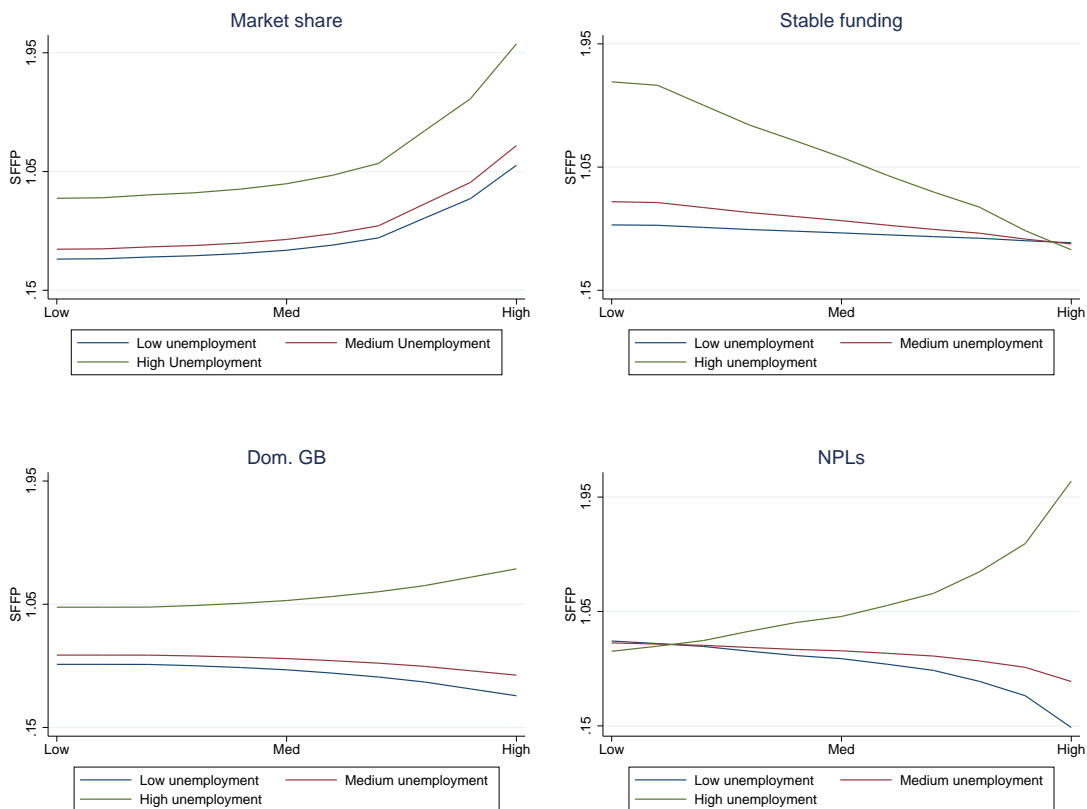 Market share
1.95
1.05
.15
SFFP
Low
Med
High
Low unemployment
Medium Unemployment
High Unemployment
Stable funding
1.95
1.05
.15
SFFP
Low
Med
High
Low unemployment
Medium unemployment
High unemployment
Dom. GB
1.95
1.05
.15
SFFP
Low
Med
High
Low unemployment
Medium unemployment
High unemployment
NPLs
1.95
1.05
.15
SFFP
Low
Med
High
Low unemployment
Medium unemployment
High unemployment